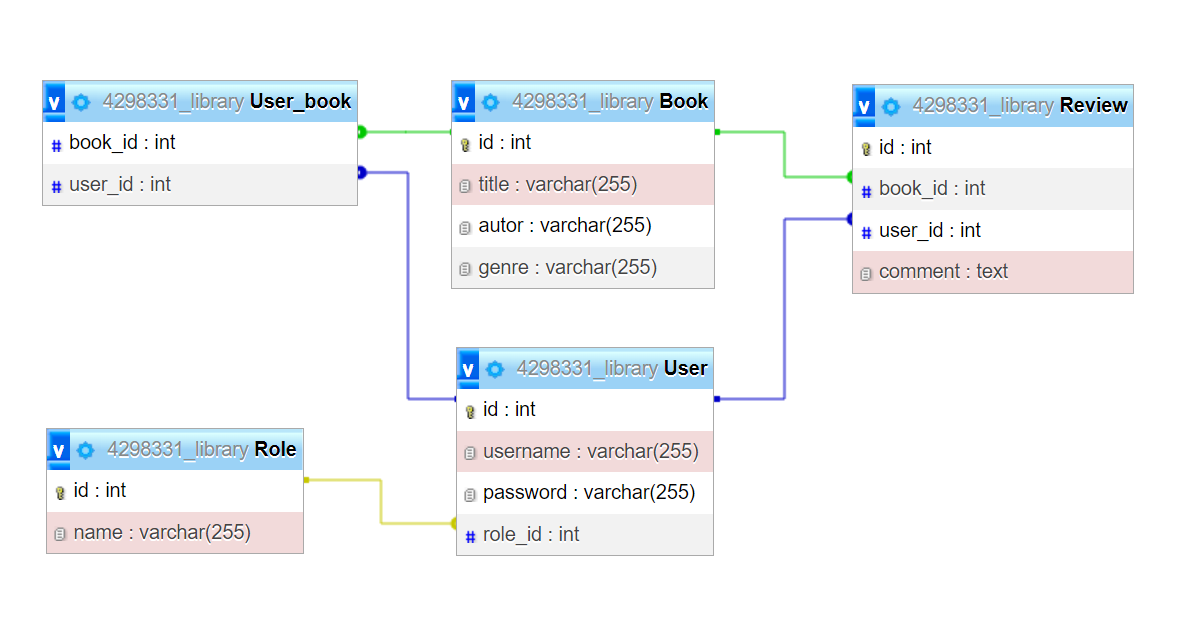 v 4298331_library User_book
# book_id : int
# user_id : int
v 4298331_library Book
id : int
title : varchar(255)
autor : varchar(255)
genre : varchar(255)
v 4298331_library Review
id : int
# book_id : int
# user_id : int
comment : text
v 4298331_library User
id : int
username : varchar(255)
password : varchar(255)
# role_id : int
v 4298331_library Role
id : int
name : varchar(255)